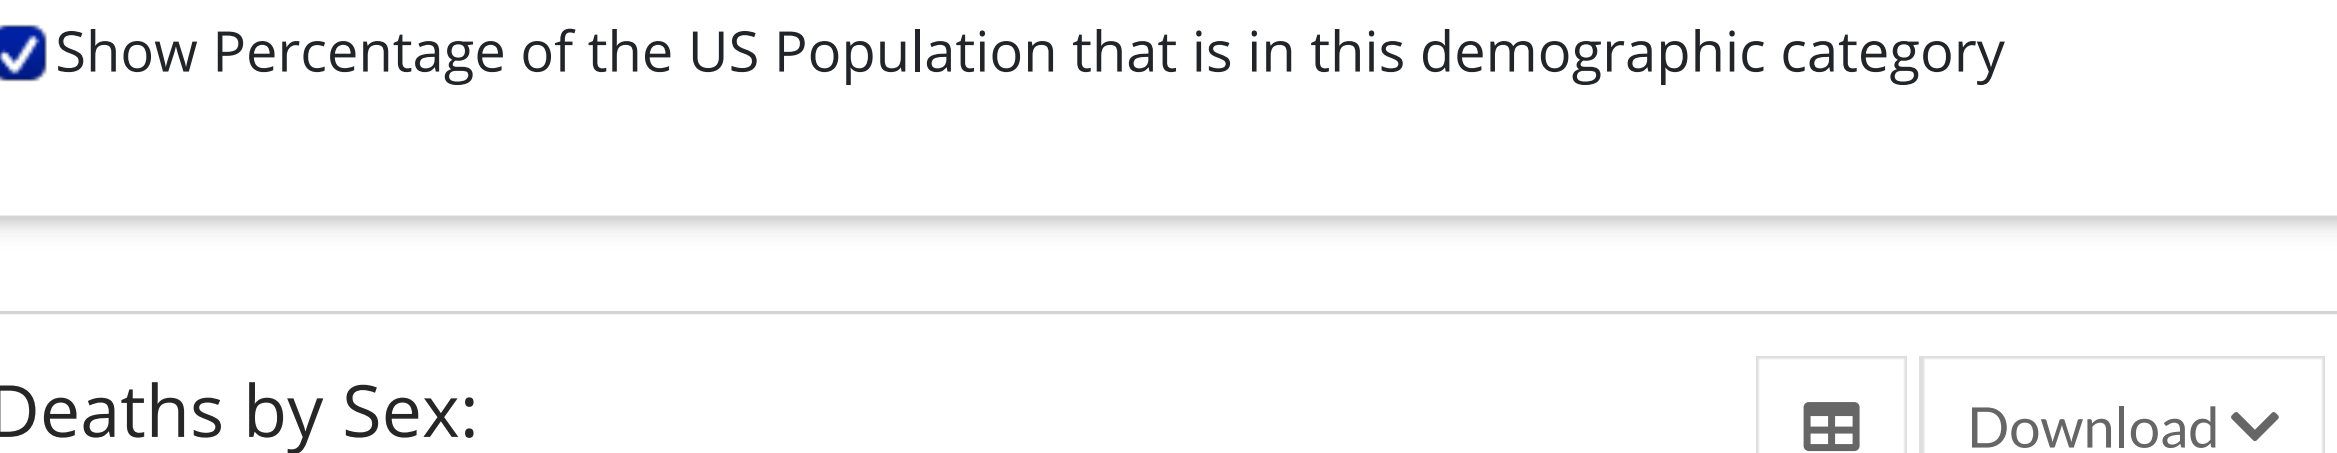 Show Percentage of the US Population that is in this demographic category
Deaths by Sex:
Download